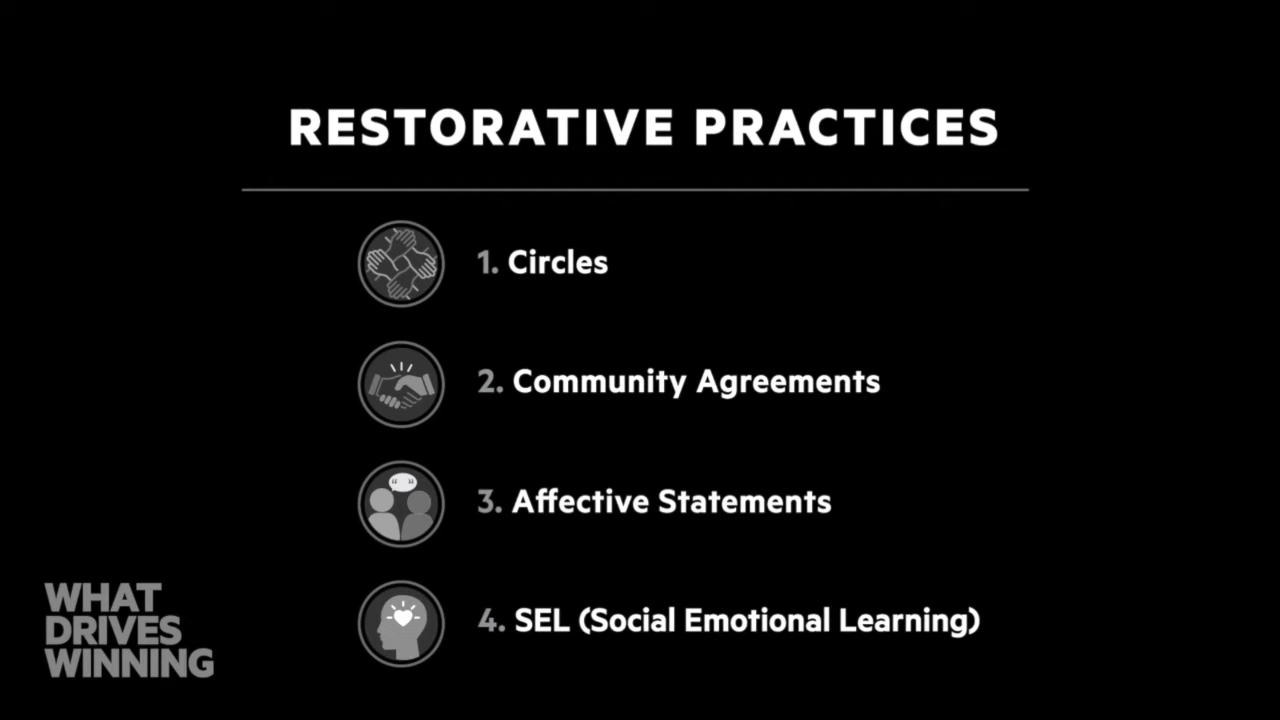 RESTORATIVE PRACTICES
1. Circles
2. Community Agreements
3. Affective Statements
4. SEL (Social Emotional Learning)
WHAT
DRIVES
WINNING